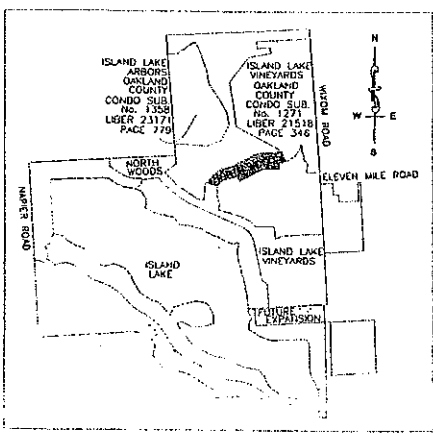 ISLAND LAKE
ARBORS
OAKLAND
COUNTY
CONDO SUB.
No. 1358
LIBER 23171
PAGE 779
ISLAND LAKE
VINEYARDS
OAKLAND
COUNTY
CONDO SUB.
No. 1271
LIBER 21518
PAGE 346
WIXOM ROAD
N
W
E
S
NORTH
WOODS
ELEVEN MILE ROAD
NAPIER ROAD
ISLAND
LAKE
ISLAND LAKE
VINEYARDS
FUTURE
EXPANSION